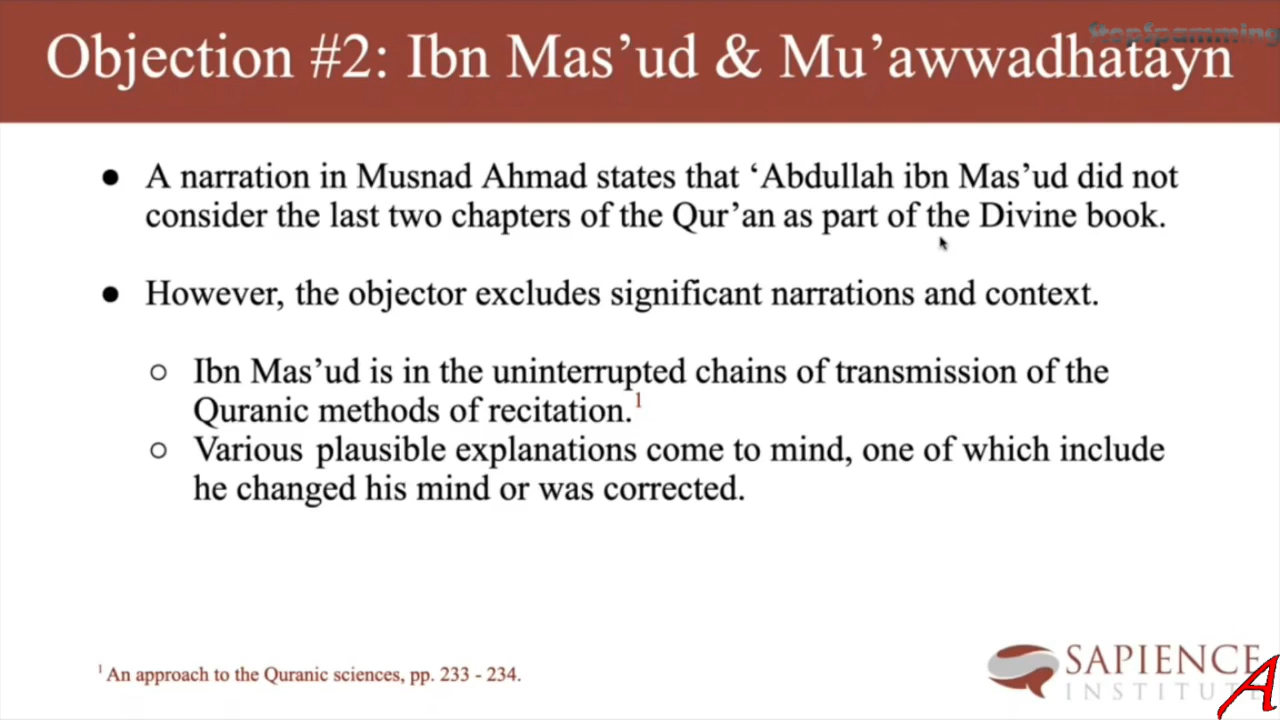 StopSpamming
Objection #2: Ibn Mas’ud & Mu’awwadhatayn
● A narration in Musnad Ahmad states that ‘Abdullah ibn Mas’ud did not
consider the last two chapters of the Qur’an as part of the Divine book.
● However, the objector excludes significant narrations and context.
○ Ibn Mas’ud is in the uninterrupted chains of transmission of the
Quranic methods of recitation.1
○ Various plausible explanations come to mind, one of which include
he changed his mind or was corrected.
1 An approach to the Quranic sciences, pp. 233 - 234.
SAPIENCE
INSTITUTE
A